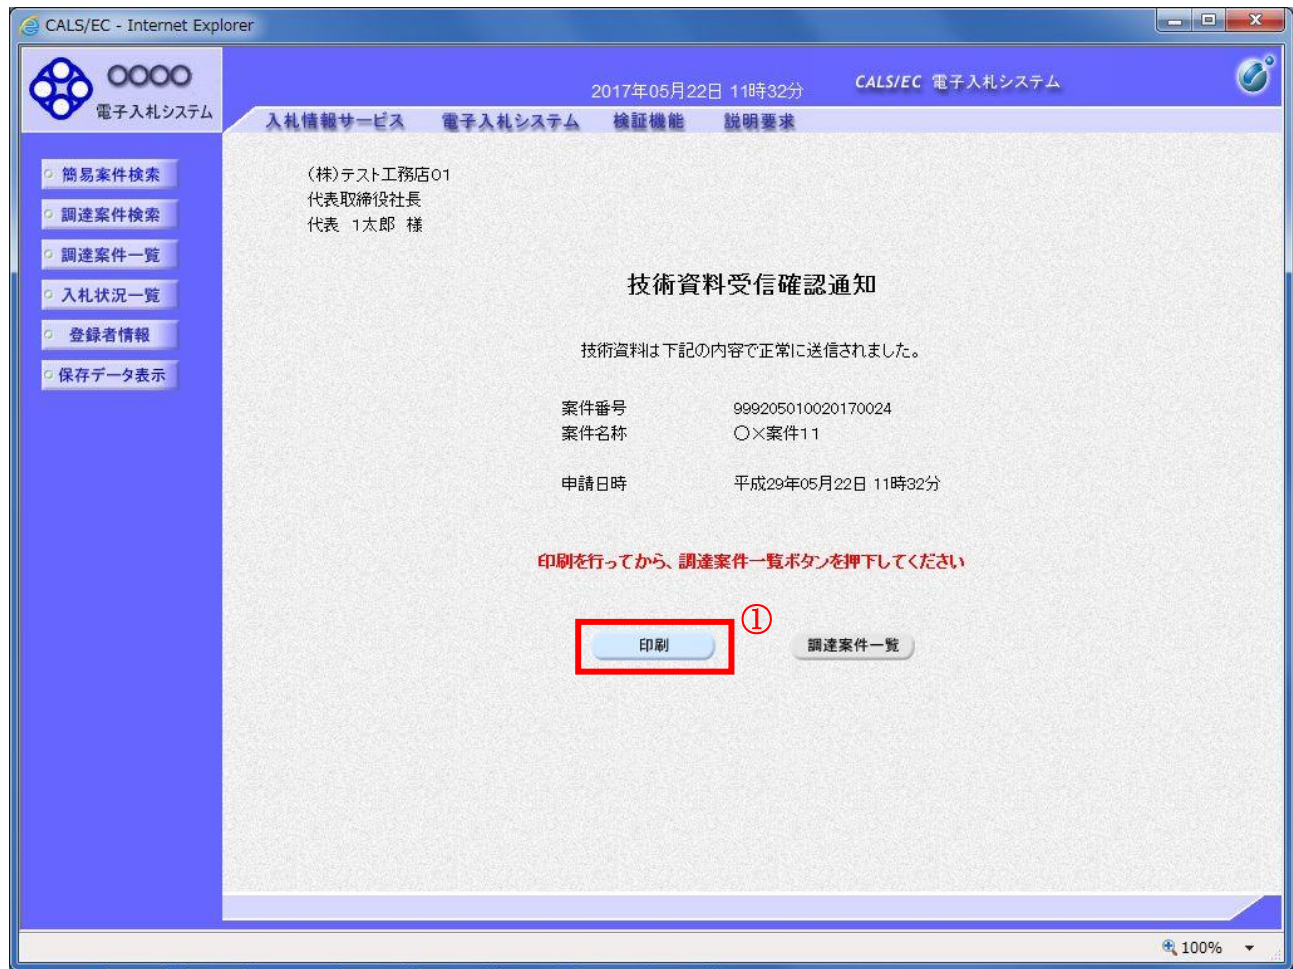 CALS/EC - Internet Explorer
〇〇〇〇
電子入札システム
2017年05月22日 11時32分
CALS/EC 電子入札システム
入札情報サービス 電子入札システム 検証機能 説明要求
簡易案件検索
調達案件検索
調達案件一覧
入札状況一覧
登録者情報
保存データ表示
(株)テスト工務店01
代表取締役社長
代表 1太郎 様
技術資料受信確認通知
技術資料は下記の内容で正常に送信されました。
案件番号 999205010020170024
案件名称 〇×案件11
申請日時 平成29年05月22日 11時32分
印刷を行ってから、調達案件一覧ボタンを押下してください
①
印刷 調達案件一覧
100%